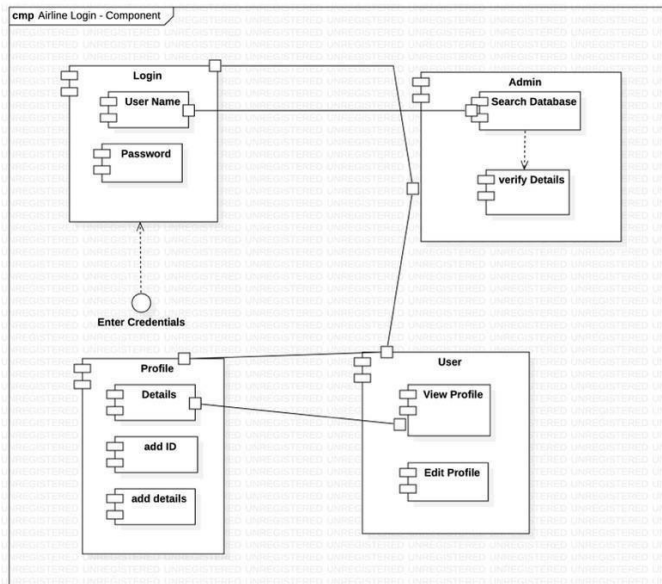 cmp Airline Login - Component
Login
User Name
Password
Admin
Search Database
verify Details
Enter Credentials
Profile
Details
add ID
add details
User
View Profile
Edit Profile
UNREGISTERED